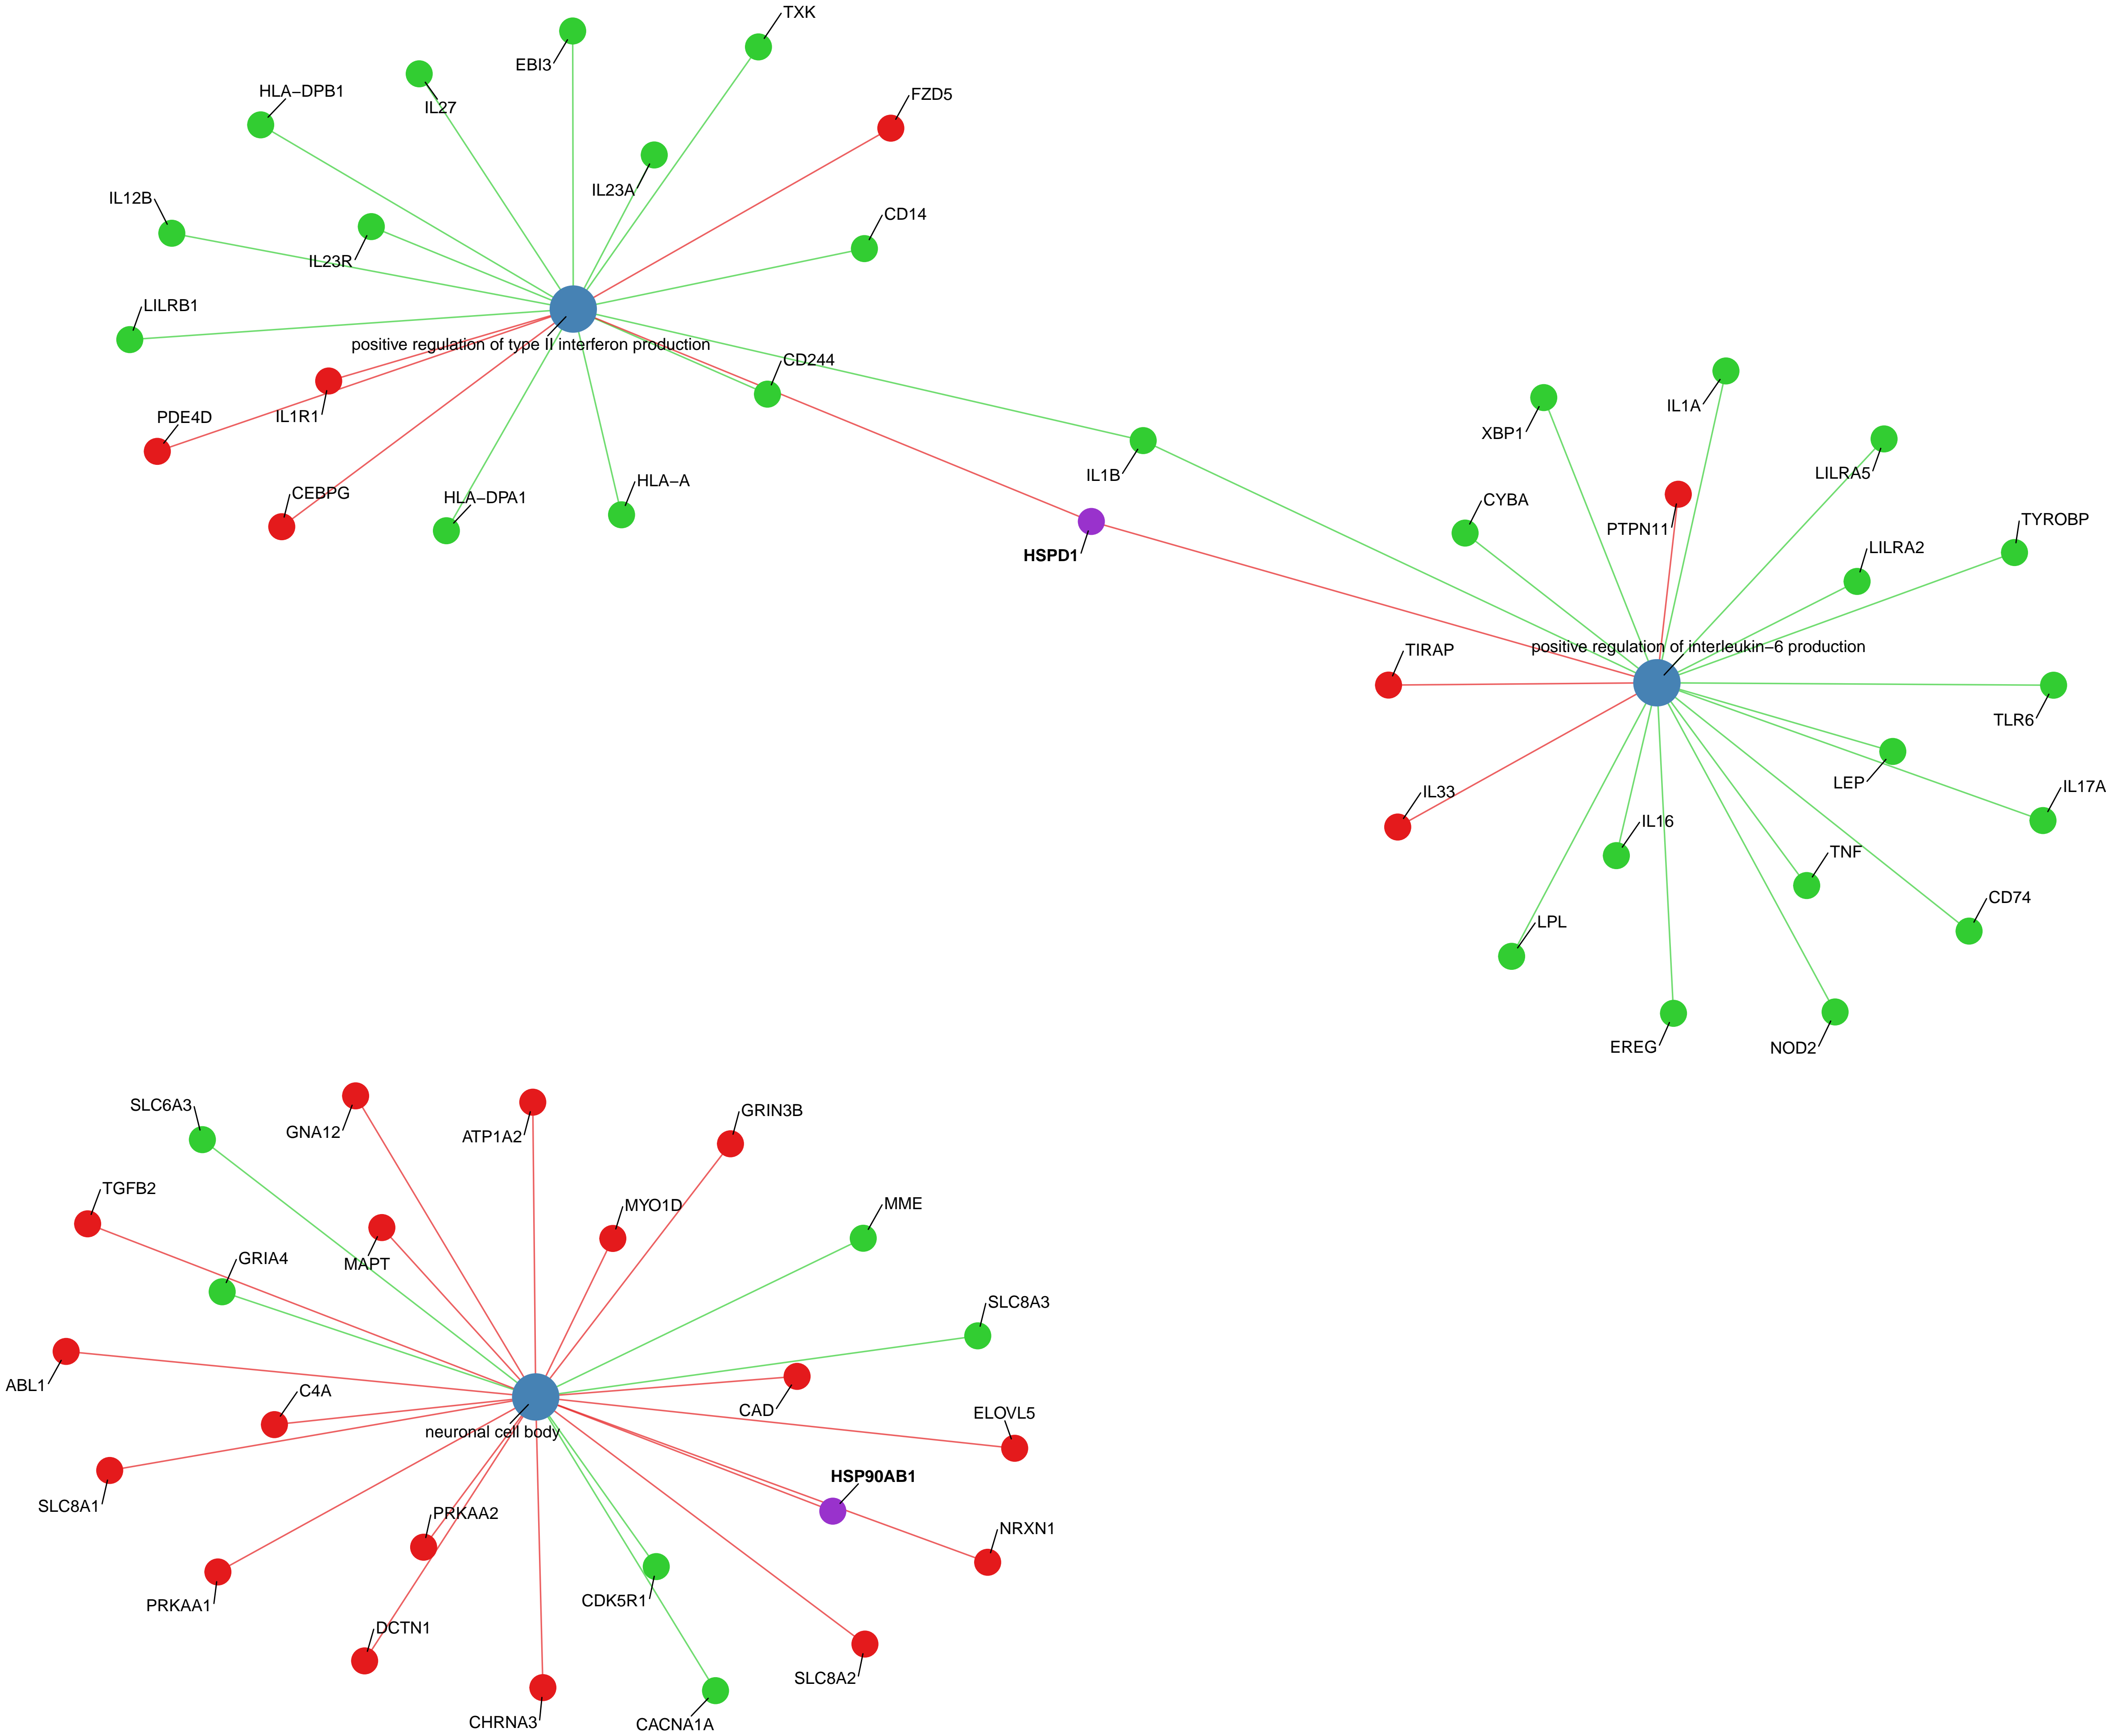 TXK
EBI3
HLA−DPB1
IL27
FZD5
IL23A
IL12B
CD14
IL23R
LILRB1
positive regulation of type II interferon production
CD244
PDE4D
IL1R1
CEBPG
HLA−DPA1
HLA−A
IL1B
HSPD1
IL1A
XBP1
LILRA5
CYBA
PTPN11
TYROBP
LILRA2
positive regulation of interleukin−6 production
TIRAP
TLR6
LEP
IL17A
IL33
IL16
TNF
CD74
LPL
EREG
NOD2
SLC6A3
GNA12
ATP1A2
GRIN3B
TGFB2
MYO1D
MME
GRIA4
MAPT
SLC8A3
ABL1
C4A
CAD
ELOVL5
neuronal cell body
HSP90AB1
SLC8A1
PRKAA2
NRXN1
PRKAA1
CDK5R1
DCTN1
SLC8A2
CHRNA3
CACNA1A